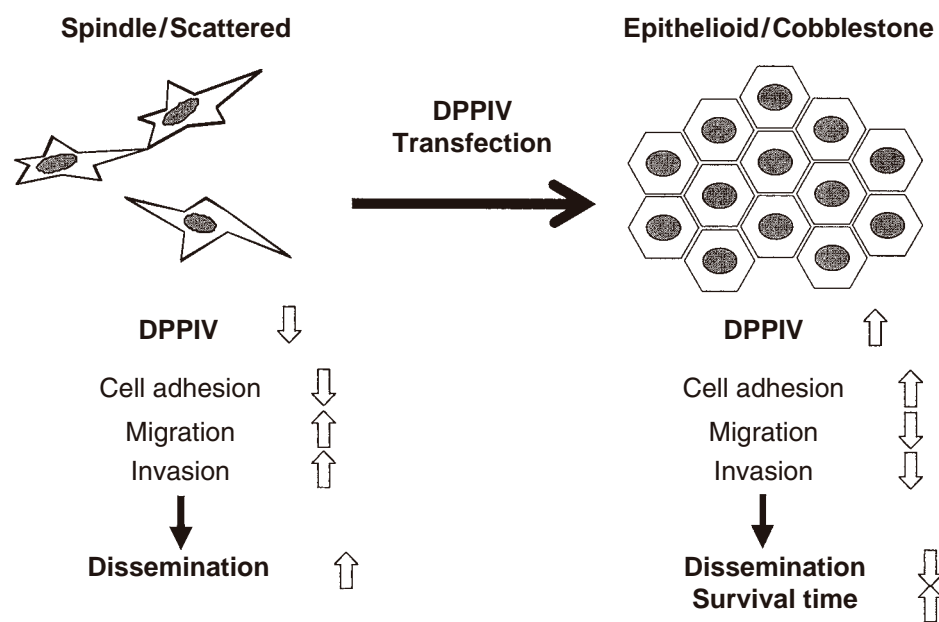 Spindle/Scattered
Epithelioid/Cobblestone
DPPIV
Transfection
DPPIV
Cell adhesion
Migration
Invasion
Dissemination
DPPIV
Cell adhesion
Migration
Invasion
Dissemination
Survival time